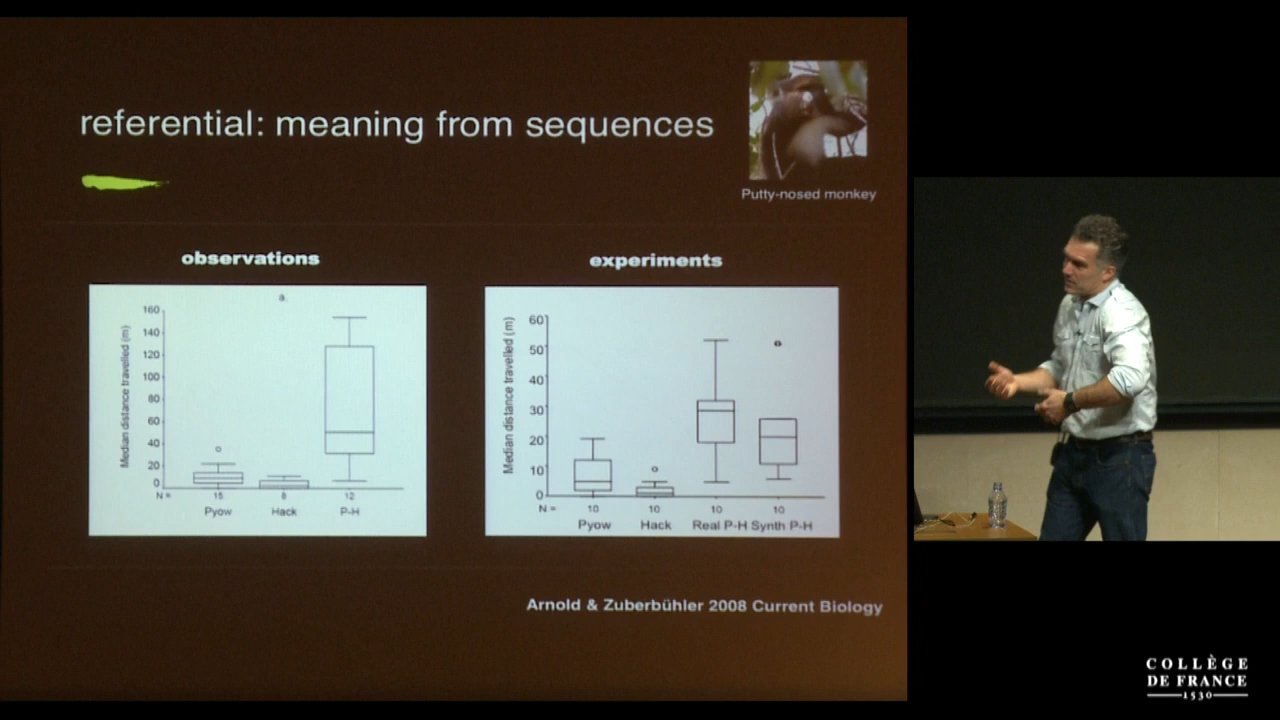 referential: meaning from sequences
Putty-nosed monkey
observations
a.
Median distance travelled (m)
160
140
120
100
80
60
40
20
0
N = 15 8 12
Pyow Hack P-H
experiments
Median distance travelled (m)
60
50
40
30
20
10
0
N = 10 10 10 10
Pyow Hack Real P-H Synth P-H
Arnold & Zuberbühler 2008 Current Biology
COLLÈGE
DE FRANCE
1530